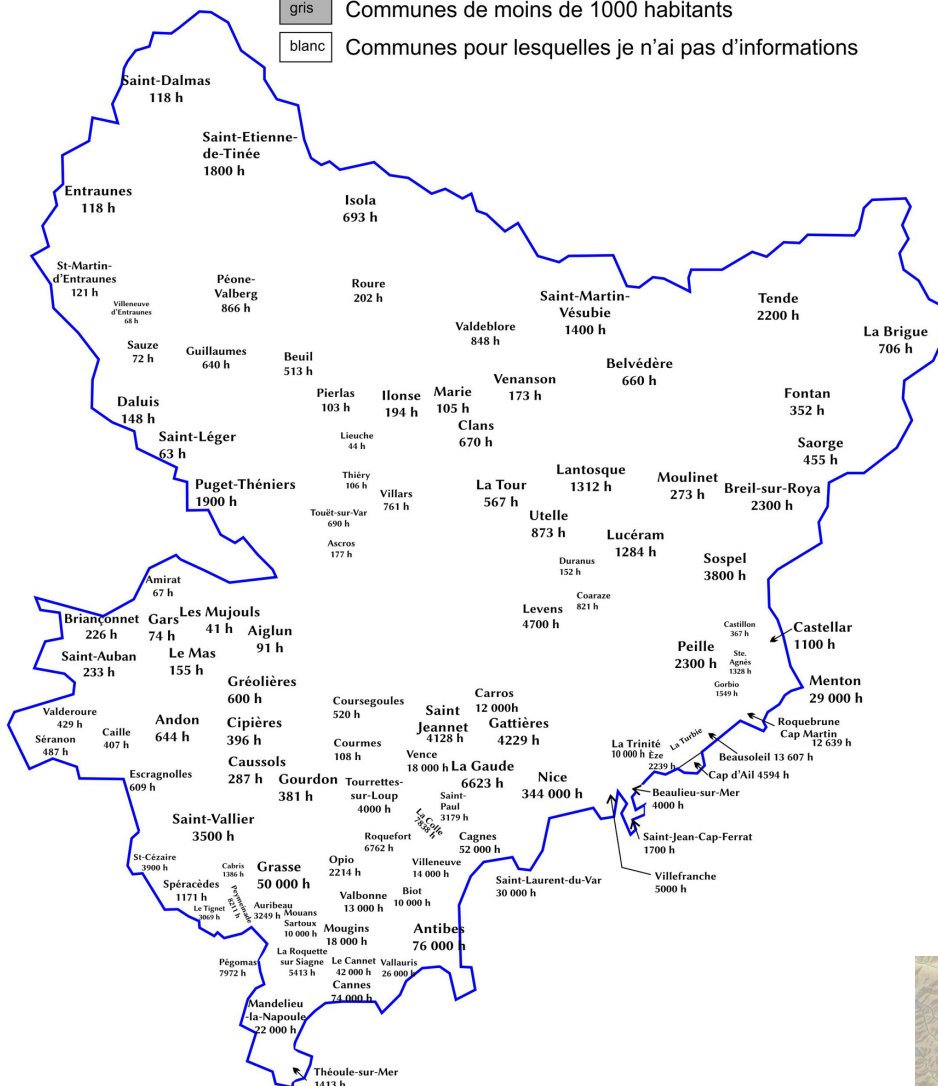 gris Communes de moins de 1000 habitants
blanc Communes pour lesquelles je n'ai pas d'informations
Saint-Dalmas
118 h
Saint-Etienne-
de-Tinée
1800 h
Entraunes
118 h
Isola
693 h
St-Martin-
d'Entraunes
121 h
Villeneuve
d'Entraunes
68 h
Péone-
Valberg
866 h
Roure
202 h
Saint-Martin-
Vésubie
1400 h
Tende
2200 h
La Brigue
706 h
Valdeblore
848 h
Sauze
72 h
Guillaumes
640 h
Beuil
513 h
Belvédère
660 h
Venanson
173 h
Pierlas
103 h
Ilonse
194 h
Marie
105 h
Fontan
352 h
Daluis
148 h
Clans
670 h
Saint-Léger
63 h
Lieuche
44 h
Saorge
455 h
Puget-Théniers
1900 h
Thiéry
106 h
Villars
761 h
La Tour
567 h
Lantosque
1312 h
Moulinet
273 h
Breil-sur-Roya
2300 h
Touët-sur-Var
690 h
Utelle
873 h
Ascros
177 h
Lucéram
1284 h
Duranus
152 h
Sospel
3800 h
Amirat
67 h
Coaraze
821 h
Levens
4700 h
Briançonnet
226 h
Gars
74 h
Les Mujouls
41 h
Aiglun
91 h
Castillon
367 h
Castellar
1100 h
Saint-Auban
233 h
Le Mas
155 h
Peille
2300 h
Ste.
Agnès
1328 h
Gréolières
600 h
Gorbio
1549 h
Menton
29 000 h
Valderoure
429 h
Séranon
487 h
Caille
407 h
Andon
644 h
Cipières
396 h
Coursegoules
520 h
Saint
Jeannet
4128 h
Carros
12 000h
Gattières
4229 h
Roquebrune
Cap Martin
12 639 h
Courmes
108 h
Vence
18 000 h
La Trinité
10 000 h
Èze
2239 h
La Turbie
Beausoleil 13 607 h
Cap d'Ail 4594 h
Escragnolles
609 h
Caussols
287 h
Gourdon
381 h
Tourrettes-
sur-Loup
4000 h
La Gaude
6623 h
Nice
344 000 h
Beaulieu-sur-Mer
4000 h
Saint-Vallier
3500 h
Saint-
Paul
3179 h
La Colle
7838 h
Roquefort
6762 h
Cagnes
52 000 h
Saint-Jean-Cap-Ferrat
1700 h
St-Cézaire
3900 h
Cabris
1386 h
Grasse
50 000 h
Opio
2214 h
Villeneuve
14 000 h
Saint-Laurent-du-Var
30 000 h
Villefranche
5000 h
Spéracèdes
1171 h
Le Tignet
3069 h
Peymeinade
8211 h
Auribeau
3249 h
Valbonne
13 000 h
Biot
10 000 h
Mouans
Sartoux
10 000 h
Mougins
18 000 h
Antibes
76 000 h
Pégomas
7972 h
La Roquette
sur Siagne
5413 h
Le Cannet
42 000 h
Vallauris
26 000 h
Cannes
74 000 h
Mandelieu
-la-Napoule
22 000 h
Théoule-sur-Mer
1413 h